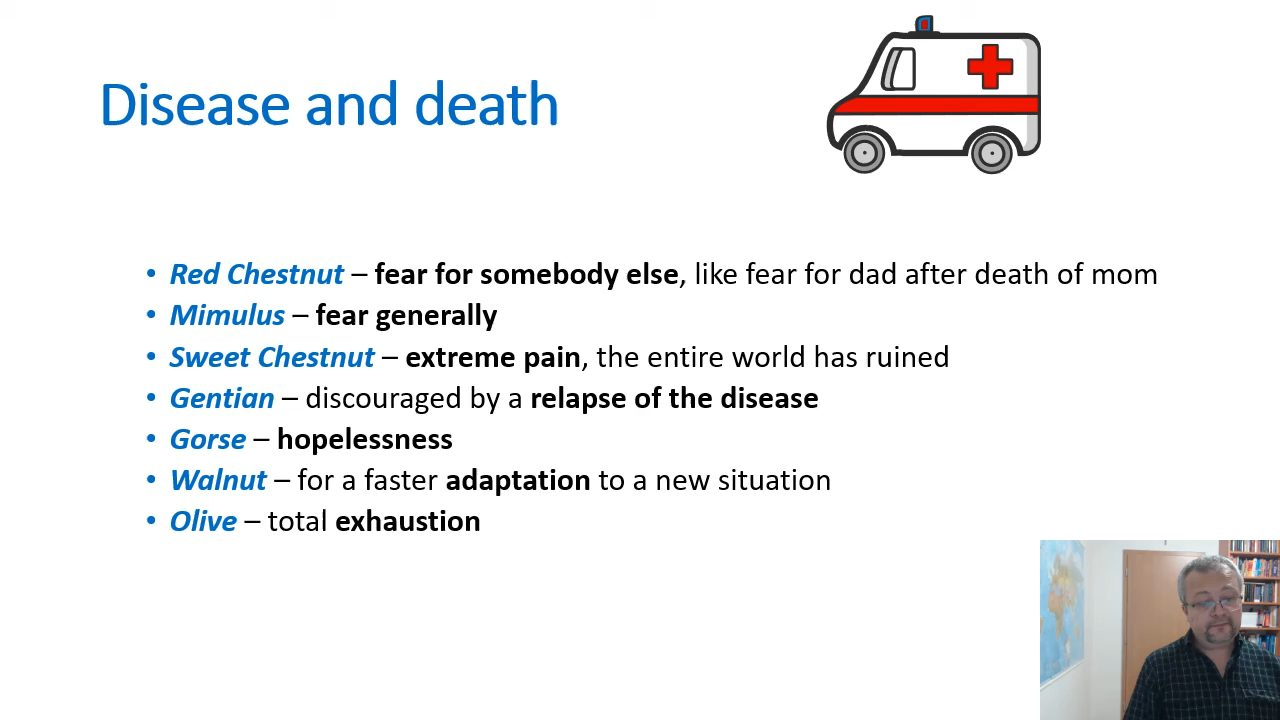 Disease and death
• Red Chestnut – fear for somebody else, like fear for dad after death of mom
• Mimulus – fear generally
• Sweet Chestnut – extreme pain, the entire world has ruined
• Gentian – discouraged by a relapse of the disease
• Gorse – hopelessness
• Walnut – for a faster adaptation to a new situation
• Olive – total exhaustion